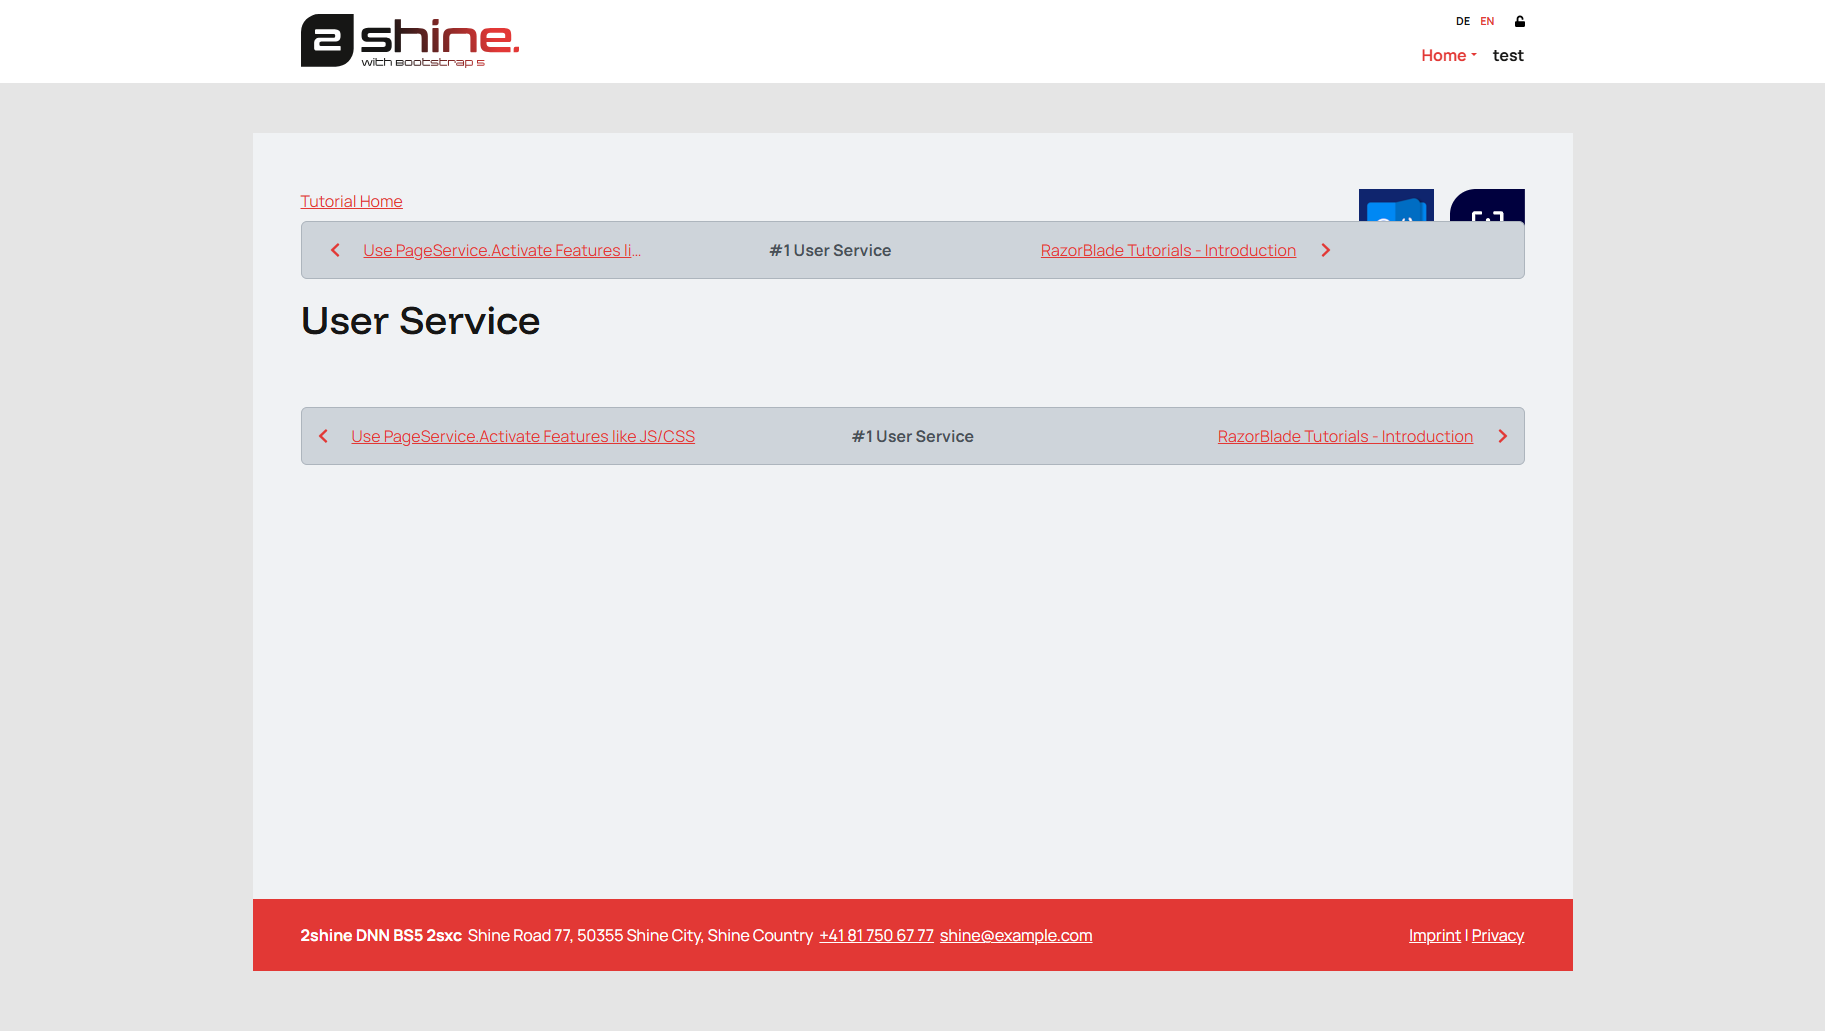 2 shine.
with Bootstrap 5
DE EN
Home test
Tutorial Home
Use PageService.Activate Features li... #1 User Service RazorBlade Tutorials - Introduction
User Service
Use PageService.Activate Features like JS/CSS #1 User Service RazorBlade Tutorials - Introduction
2shine DNN BS5 2sxc Shine Road 77, 50355 Shine City, Shine Country +41 81 750 67 77 shine@example.com Imprint | Privacy